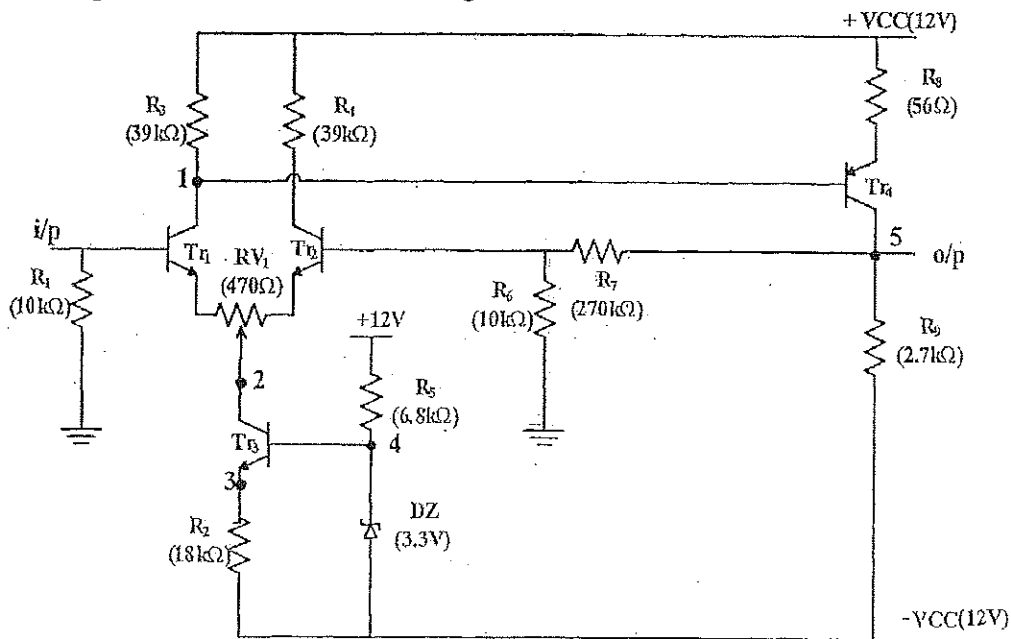 +VCC(12V)
R3
(39kΩ)
R4
(39kΩ)
R8
(56Ω)
1
Tr4
i/p
Tr1
RV1
(470Ω)
Tr2
5
o/p
R1
(10kΩ)
R6
(10kΩ)
R7
(270kΩ)
+12V
R9
(2.7kΩ)
2
R5
(6.8kΩ)
Tr3
4
3
R2
(18kΩ)
DZ
(3.3V)
-VCC(12V)